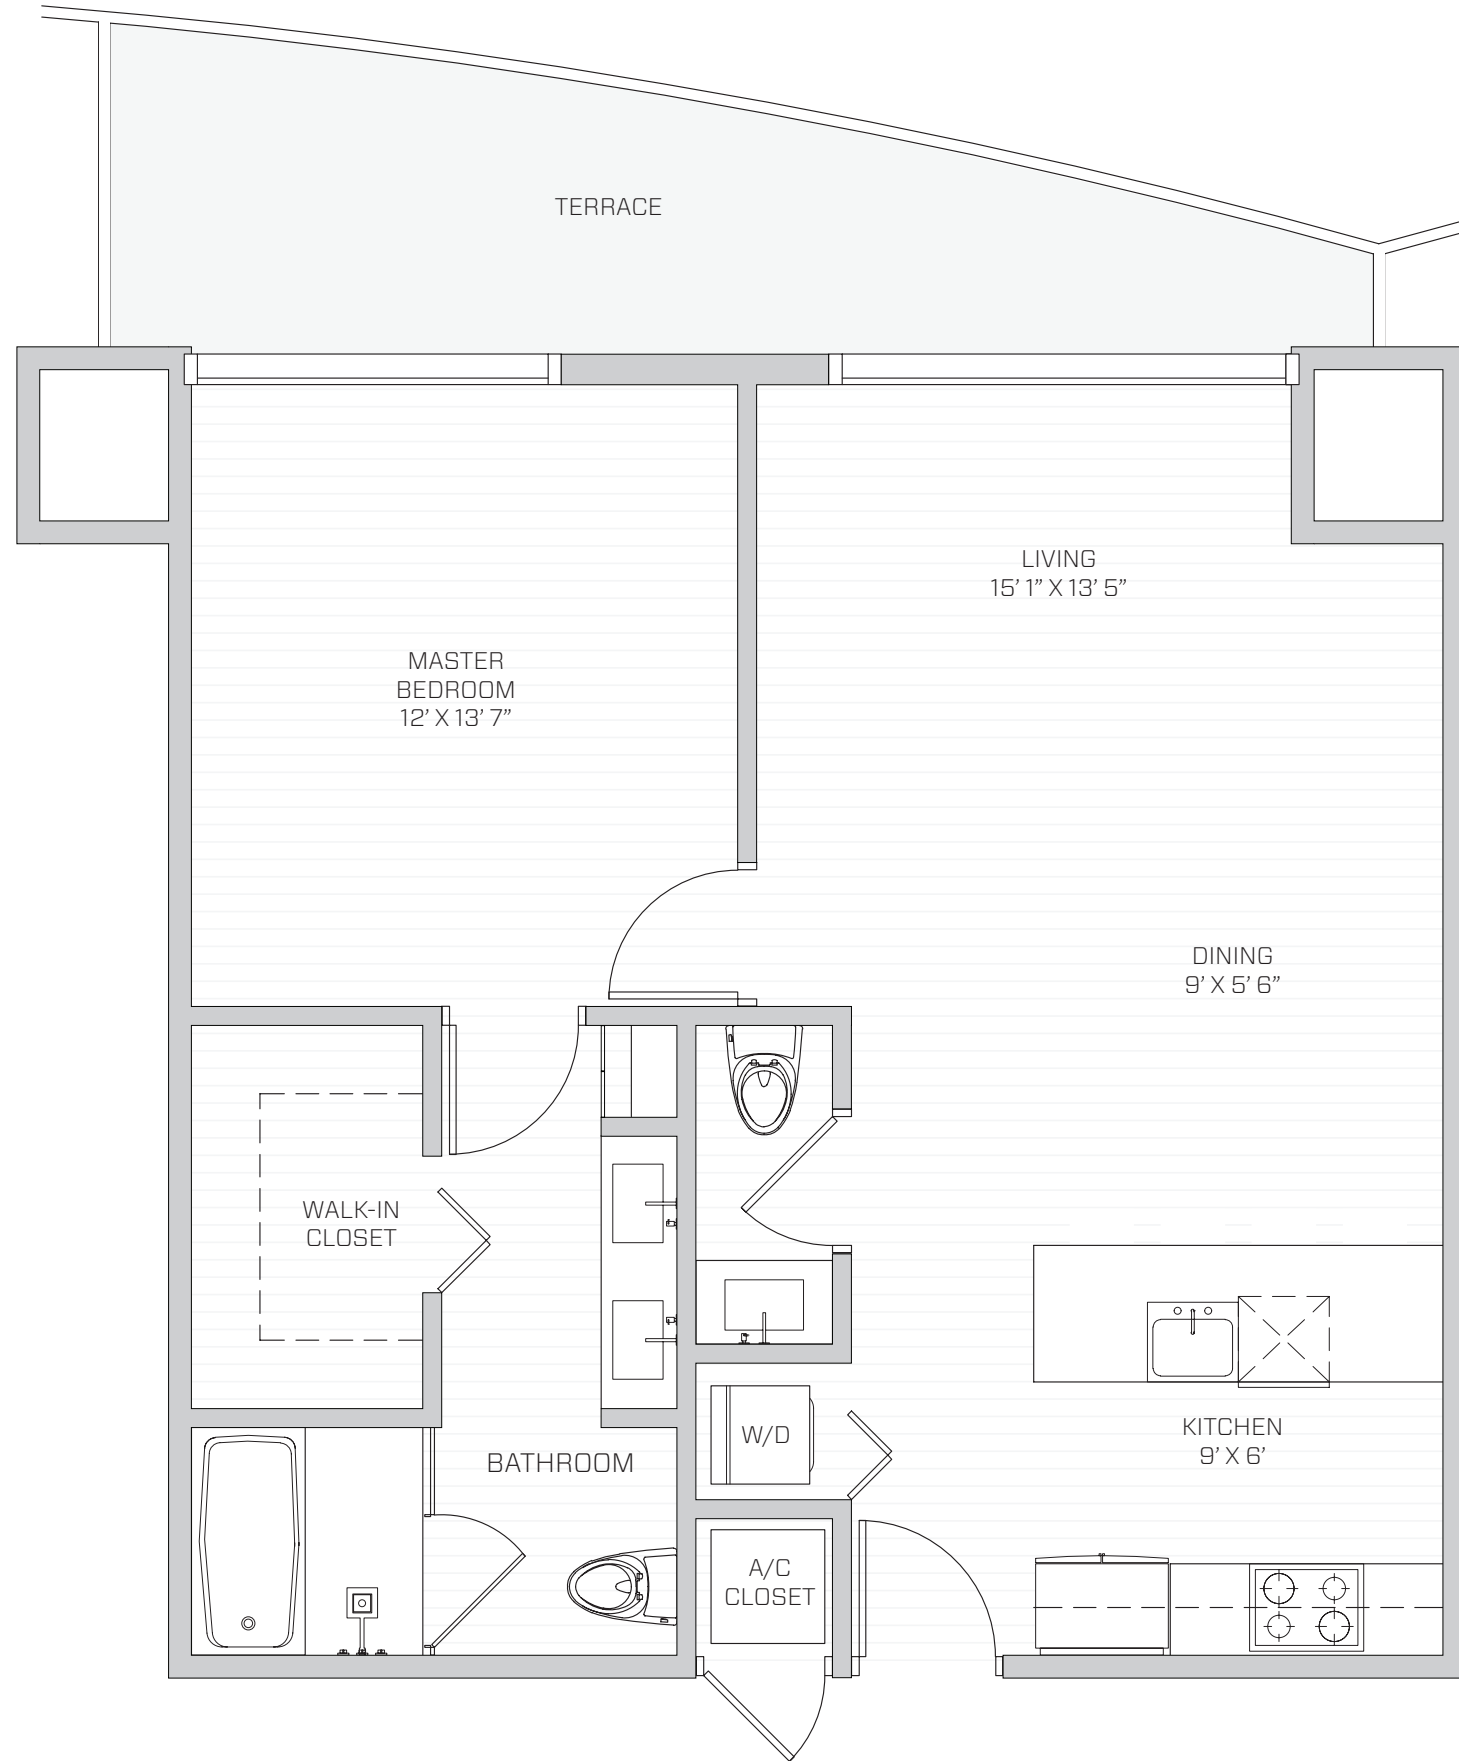 TERRACE
LIVING
15’ 1” X 13’ 5”
MASTER
BEDROOM
12’ X 13’ 7”
DINING
9’ X 5’ 6”
WALK-IN
CLOSET
KITCHEN
9’ X 6’
W/D
BATHROOM
A/C
CLOSET